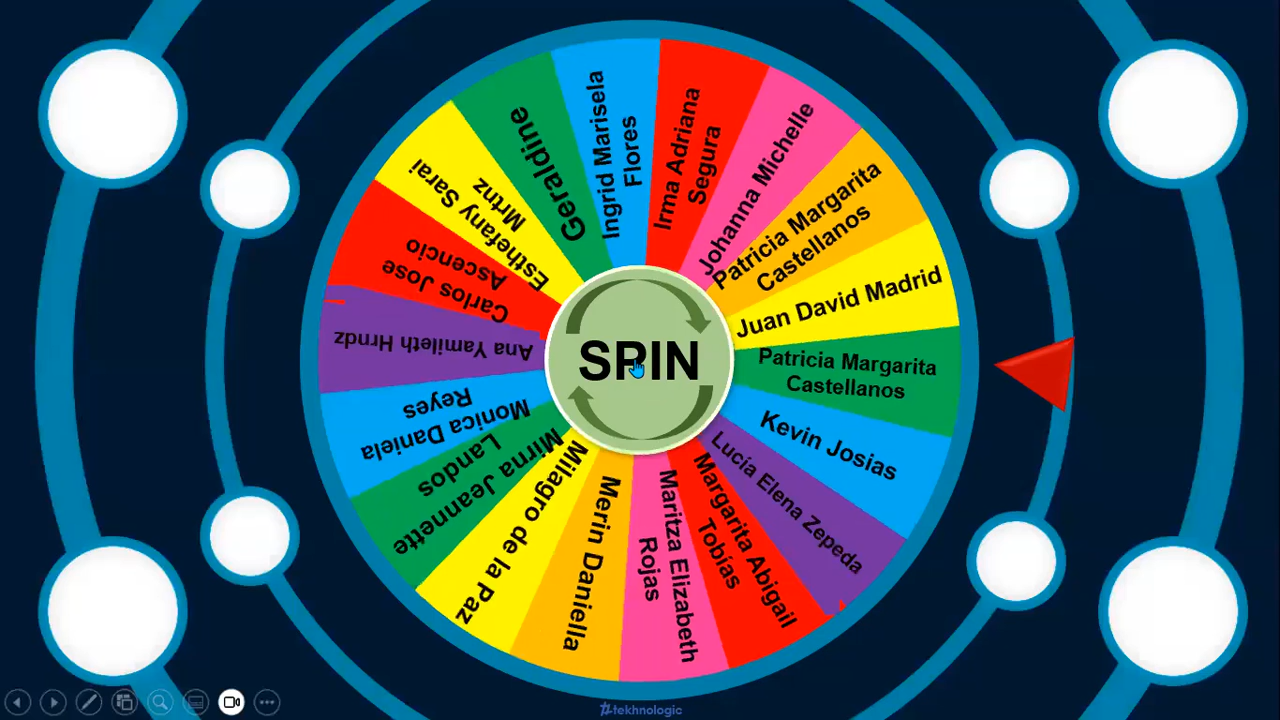 Geraldine
Ingrid Marisela
Flores
Irma Adriana
Segura
Johanna Michelle
Patricia Margarita
Castellanos
Juan David Madrid
Patricia Margarita
Castellanos
Kevin Josias
Lucía Elena Zepeda
Margarita Abigail
Tobías
Maritza Elizabeth
Rojas
Merin Daniella
Milagro de la Paz
Mirna Jeannette
Landos
Monica Daniela
Reyes
Ana Yamileth Hrndz
Carlos Jose
Ascencio
Esthefany Sarai
Mrtnz
SPIN
#tekhnologic